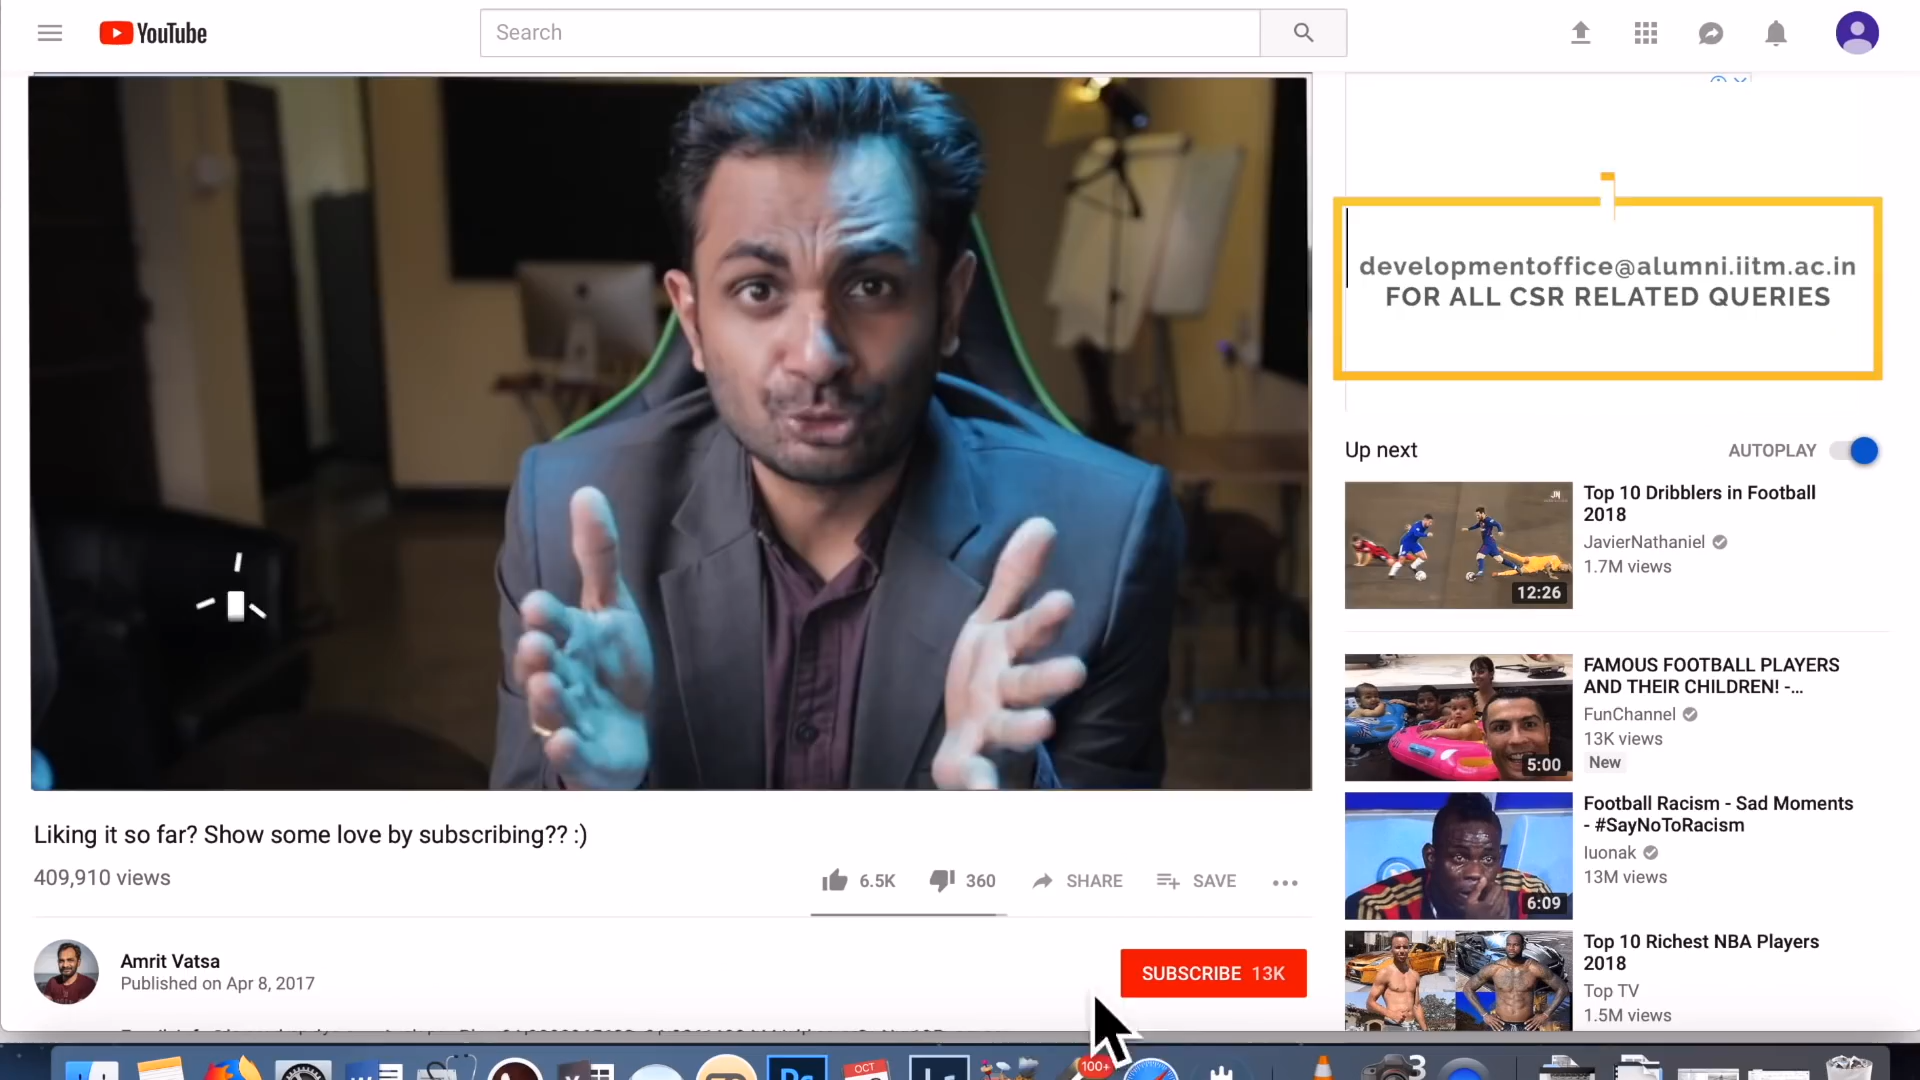 YouTube
Search
developmentoffice@alumni.iitm.ac.in
FOR ALL CSR RELATED QUERIES
Up next
AUTOPLAY
Top 10 Dribblers in Football
2018
JavierNathaniel
1.7M views
12:26
FAMOUS FOOTBALL PLAYERS
AND THEIR CHILDREN! -...
FunChannel
13K views
New
5:00
Football Racism - Sad Moments
- #SayNoToRacism
luonak
13M views
6:09
Top 10 Richest NBA Players
2018
Top TV
1.5M views
Liking it so far? Show some love by subscribing?? :)
409,910 views
6.5K
360
SHARE
SAVE
Amrit Vatsa
Published on Apr 8, 2017
SUBSCRIBE 13K
OCT
100+
3